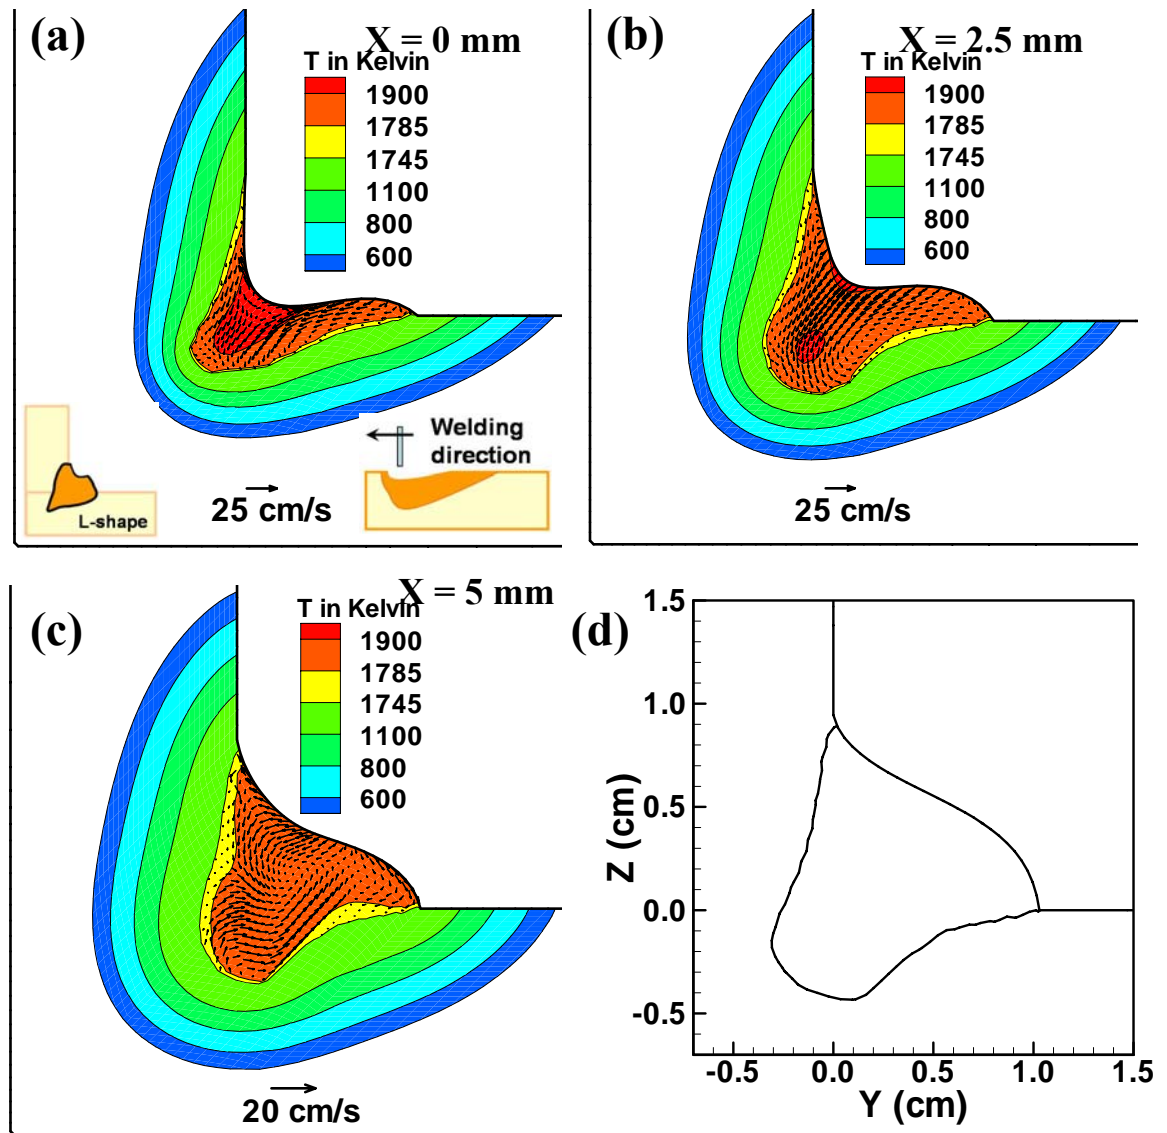 (a)
X = 0 mm
T in Kelvin
1900
1785
1745
1100
800
600
L-shape
25 cm/s
Welding
direction
(b)
X = 2.5 mm
T in Kelvin
1900
1785
1745
1100
800
600
25 cm/s
(c)
X = 5 mm
T in Kelvin
1900
1785
1745
1100
800
600
20 cm/s
(d)
1.5
1.0
0.5
0.0
-0.5
Z (cm)
-0.5 0.0 0.5 1.0 1.5
Y (cm)